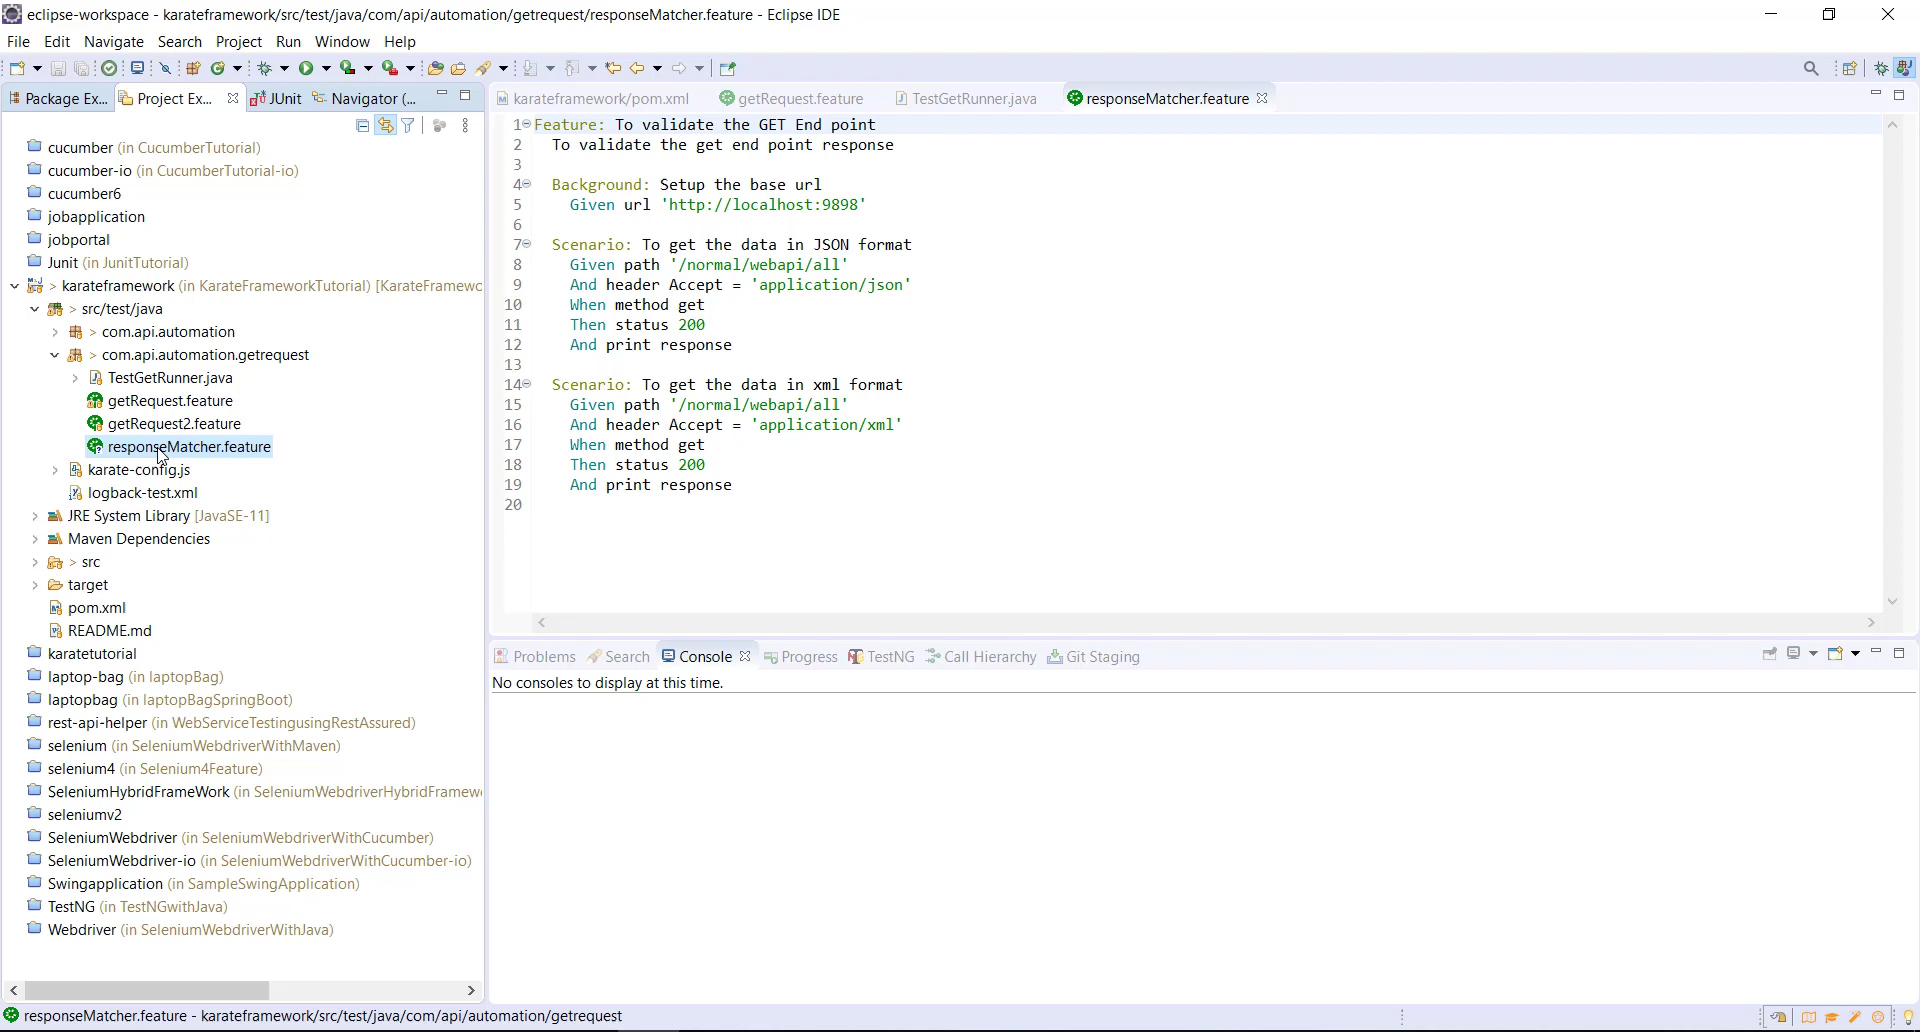 eclipse-workspace - karateframework/src/test/java/com/api/automation/getrequest/responseMatcher.feature - Eclipse IDE
File Edit Navigate Search Project Run Window Help
Package Ex... Project Ex... JUnit Navigator (...
karateframework/pom.xml getRequest.feature TestGetRunner.java responseMatcher.feature
cucumber (in CucumberTutorial)
cucumber-io (in CucumberTutorial-io)
cucumber6
jobapplication
jobportal
Junit (in JunitTutorial)
> karateframework (in KarateFrameworkTutorial) [KarateFramewo
> src/test/java
> com.api.automation
> com.api.automation.getrequest
TestGetRunner.java
getRequest.feature
getRequest2.feature
responseMatcher.feature
karate-config.js
logback-test.xml
JRE System Library [JavaSE-11]
Maven Dependencies
> src
target
pom.xml
README.md
karatetutorial
laptop-bag (in laptopBag)
laptopbag (in laptopBagSpringBoot)
rest-api-helper (in WebServiceTestingusingRestAssured)
selenium (in SeleniumWebdriverWithMaven)
selenium4 (in Selenium4Feature)
SeleniumHybridFrameWork (in SeleniumWebdriverHybridFramew
seleniumv2
SeleniumWebdriver (in SeleniumWebdriverWithCucumber)
SeleniumWebdriver-io (in SeleniumWebdriverWithCucumber-io)
Swingapplication (in SampleSwingApplication)
TestNG (in TestNGwithJava)
Webdriver (in SeleniumWebdriverWithJava)
1 Feature: To validate the GET End point
2 To validate the get end point response
3
4 Background: Setup the base url
5 Given url 'http://localhost:9898'
6
7 Scenario: To get the data in JSON format
8 Given path '/normal/webapi/all'
9 And header Accept = 'application/json'
10 When method get
11 Then status 200
12 And print response
13
14 Scenario: To get the data in xml format
15 Given path '/normal/webapi/all'
16 And header Accept = 'application/xml'
17 When method get
18 Then status 200
19 And print response
20
Problems Search Console Progress TestNG Call Hierarchy Git Staging
No consoles to display at this time.
responseMatcher.feature - karateframework/src/test/java/com/api/automation/getrequest